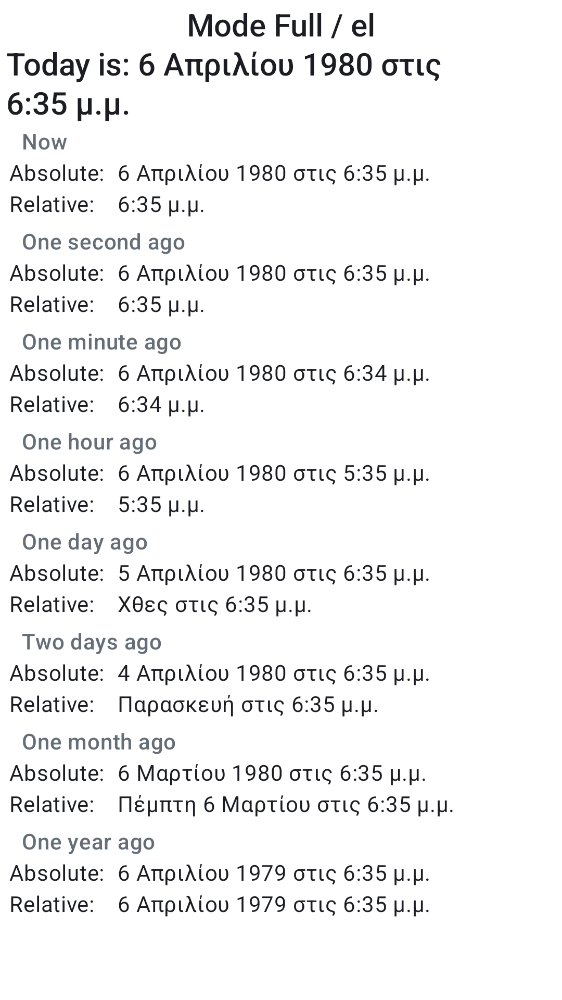 Mode Full / el
Today is: 6 Απριλίου 1980 στις
6:35 μ.μ.
Now
Absolute: 6 Απριλίου 1980 στις 6:35 μ.μ.
Relative: 6:35 μ.μ.
One second ago
Absolute: 6 Απριλίου 1980 στις 6:35 μ.μ.
Relative: 6:35 μ.μ.
One minute ago
Absolute: 6 Απριλίου 1980 στις 6:34 μ.μ.
Relative: 6:34 μ.μ.
One hour ago
Absolute: 6 Απριλίου 1980 στις 5:35 μ.μ.
Relative: 5:35 μ.μ.
One day ago
Absolute: 5 Απριλίου 1980 στις 6:35 μ.μ.
Relative: Χθες στις 6:35 μ.μ.
Two days ago
Absolute: 4 Απριλίου 1980 στις 6:35 μ.μ.
Relative: Παρασκευή στις 6:35 μ.μ.
One month ago
Absolute: 6 Μαρτίου 1980 στις 6:35 μ.μ.
Relative: Πέμπτη 6 Μαρτίου στις 6:35 μ.μ.
One year ago
Absolute: 6 Απριλίου 1979 στις 6:35 μ.μ.
Relative: 6 Απριλίου 1979 στις 6:35 μ.μ.